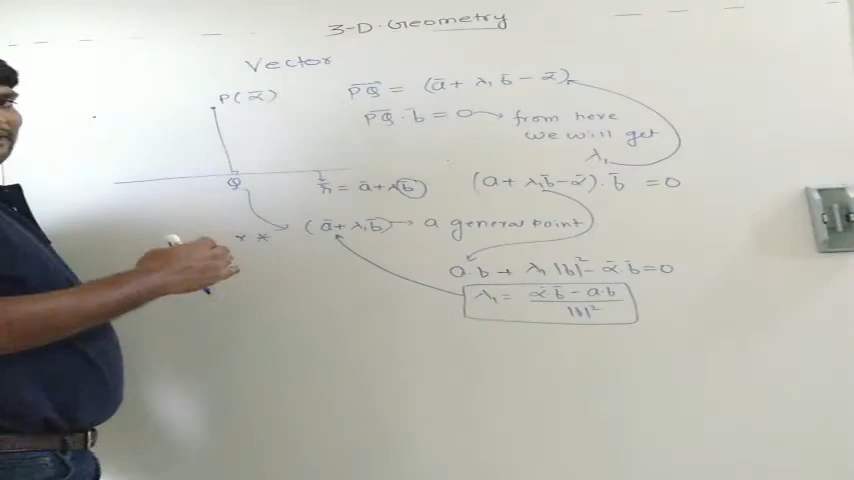 3-D-Geometry
Vector
P(ᾱ)
PQ⃗ = (ā + λ₁b̄ - ᾱ)
PQ⃗ · b̄ = 0 → from here
we will get
λ₁
Q
r̄ = ā + λb̄
(ā + λ₁b̄ - ᾱ) · b̄ = 0
** (ā + λ₁b̄) → a general point
a·b + λ₁|b|² - ᾱ·b̄ = 0
λ₁ = (ᾱ·b̄ - a·b)/|b|²